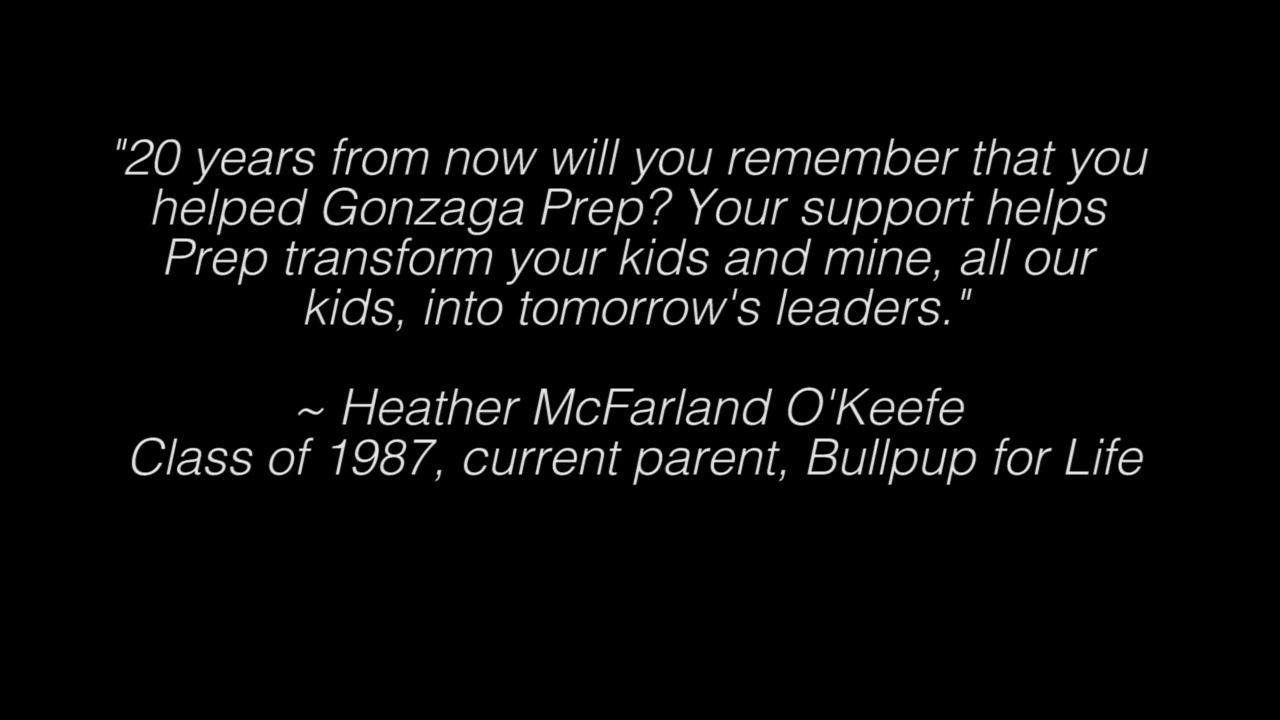 "20 years from now will you remember that you
helped Gonzaga Prep? Your support helps
Prep transform your kids and mine, all our
kids, into tomorrow's leaders."
~ Heather McFarland O'Keefe
Class of 1987, current parent, Bullpup for Life